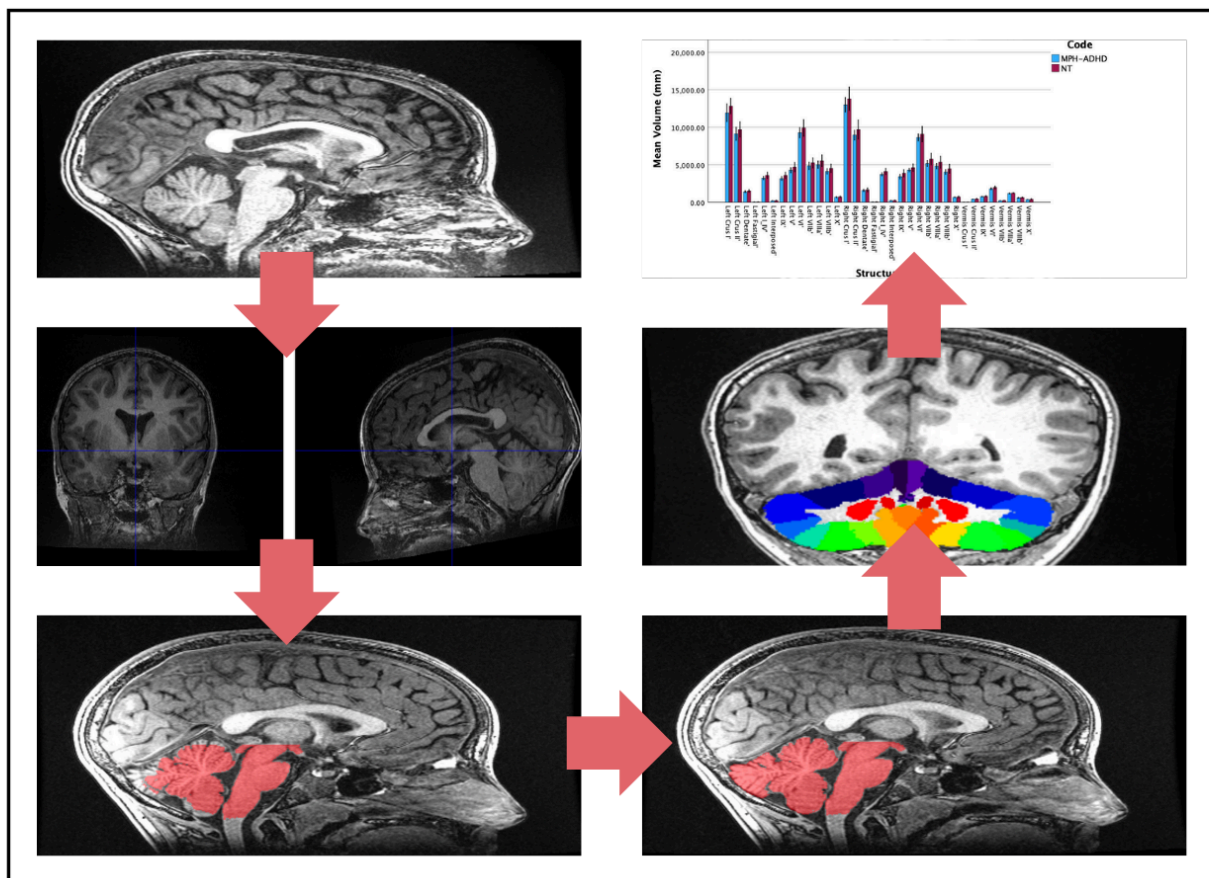 Code
MPH-ADHD
NT
20,000.00
15,000.00
10,000.00
5,000.00
0.00
Mean Volume (mm)
Left Crus I'
Left Crus II'
Left Dentate'
Left Fastigial'
Left I_IV'
Left Interposed'
Left IX'
Left V'
Left VI'
Left VIIb'
Left VIIIa'
Left VIIIb'
Left X'
Right Crus I'
Right Crus II'
Right Dentate'
Right Fastigial'
Right I_IV'
Right Interposed'
Right IX'
Right V'
Right VI'
Right VIIb'
Right VIIIa'
Right VIIIb'
Right X'
Vermis Crus I'
Vermis Crus II'
Vermis IX'
Vermis VI'
Vermis VIIb'
Vermis VIIIa'
Vermis VIIIb'
Vermis X'